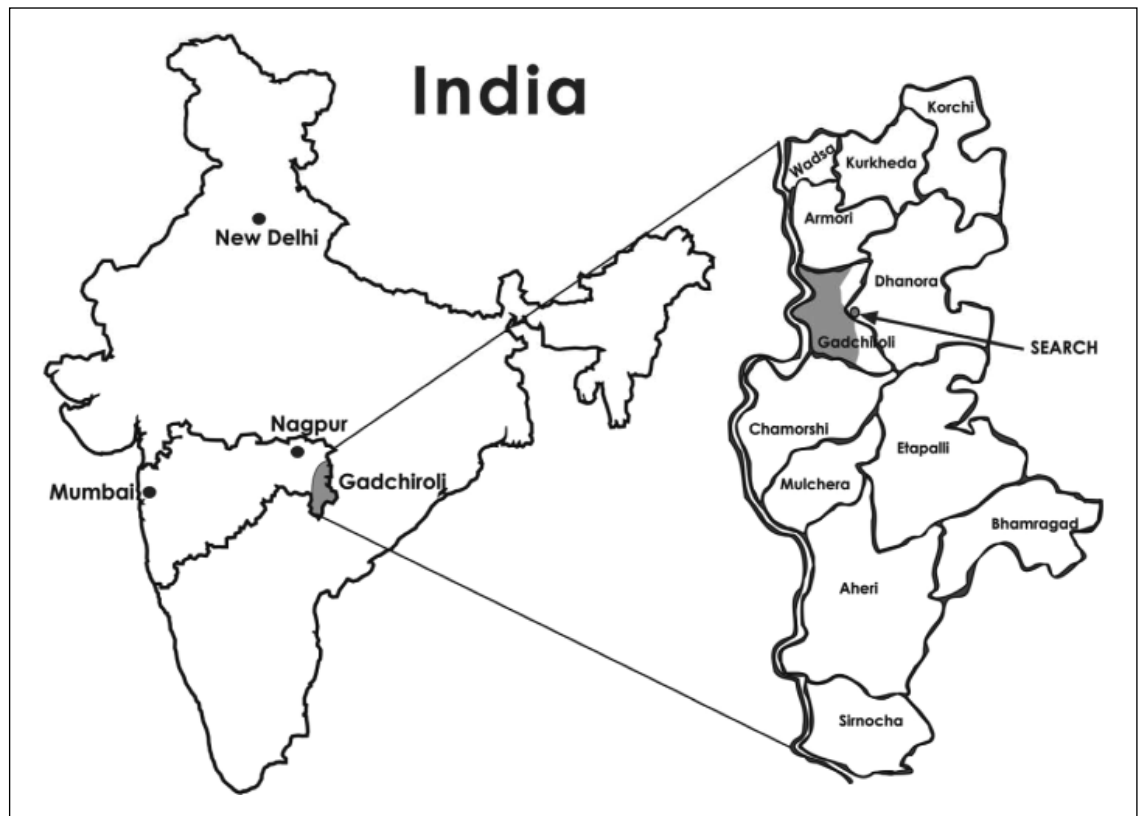 India
New Delhi
Nagpur
Mumbai
Gadchiroli
Korchi
Wadsa
Kurkheda
Armori
Dhanora
SEARCH
Gadchiroli
Chamorshi
Etapalli
Mulchera
Bhamragad
Aheri
Sirnocha